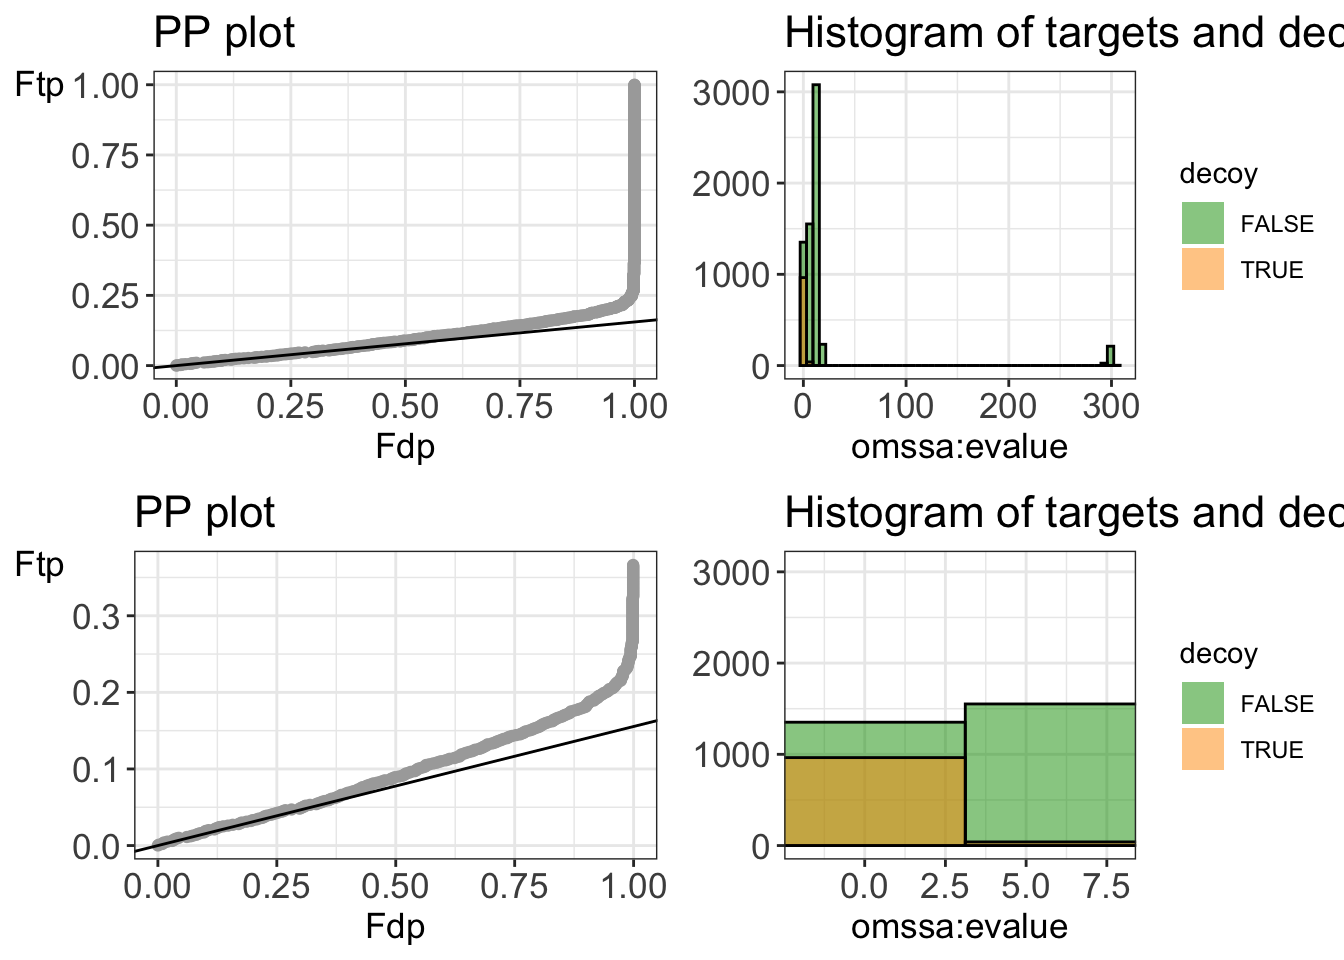 PP plot
Ftp
1.00
0.75
0.50
0.25
0.00
0.00 0.25 0.50 0.75 1.00
Fdp
Histogram of targets and dec
3000
2000
1000
0
0 100 200 300
omssa:evalue
decoy
FALSE
TRUE
PP plot
Ftp
0.3
0.2
0.1
0.0
0.00 0.25 0.50 0.75 1.00
Fdp
Histogram of targets and dec
3000
2000
1000
0
0.0 2.5 5.0 7.5
omssa:evalue
decoy
FALSE
TRUE